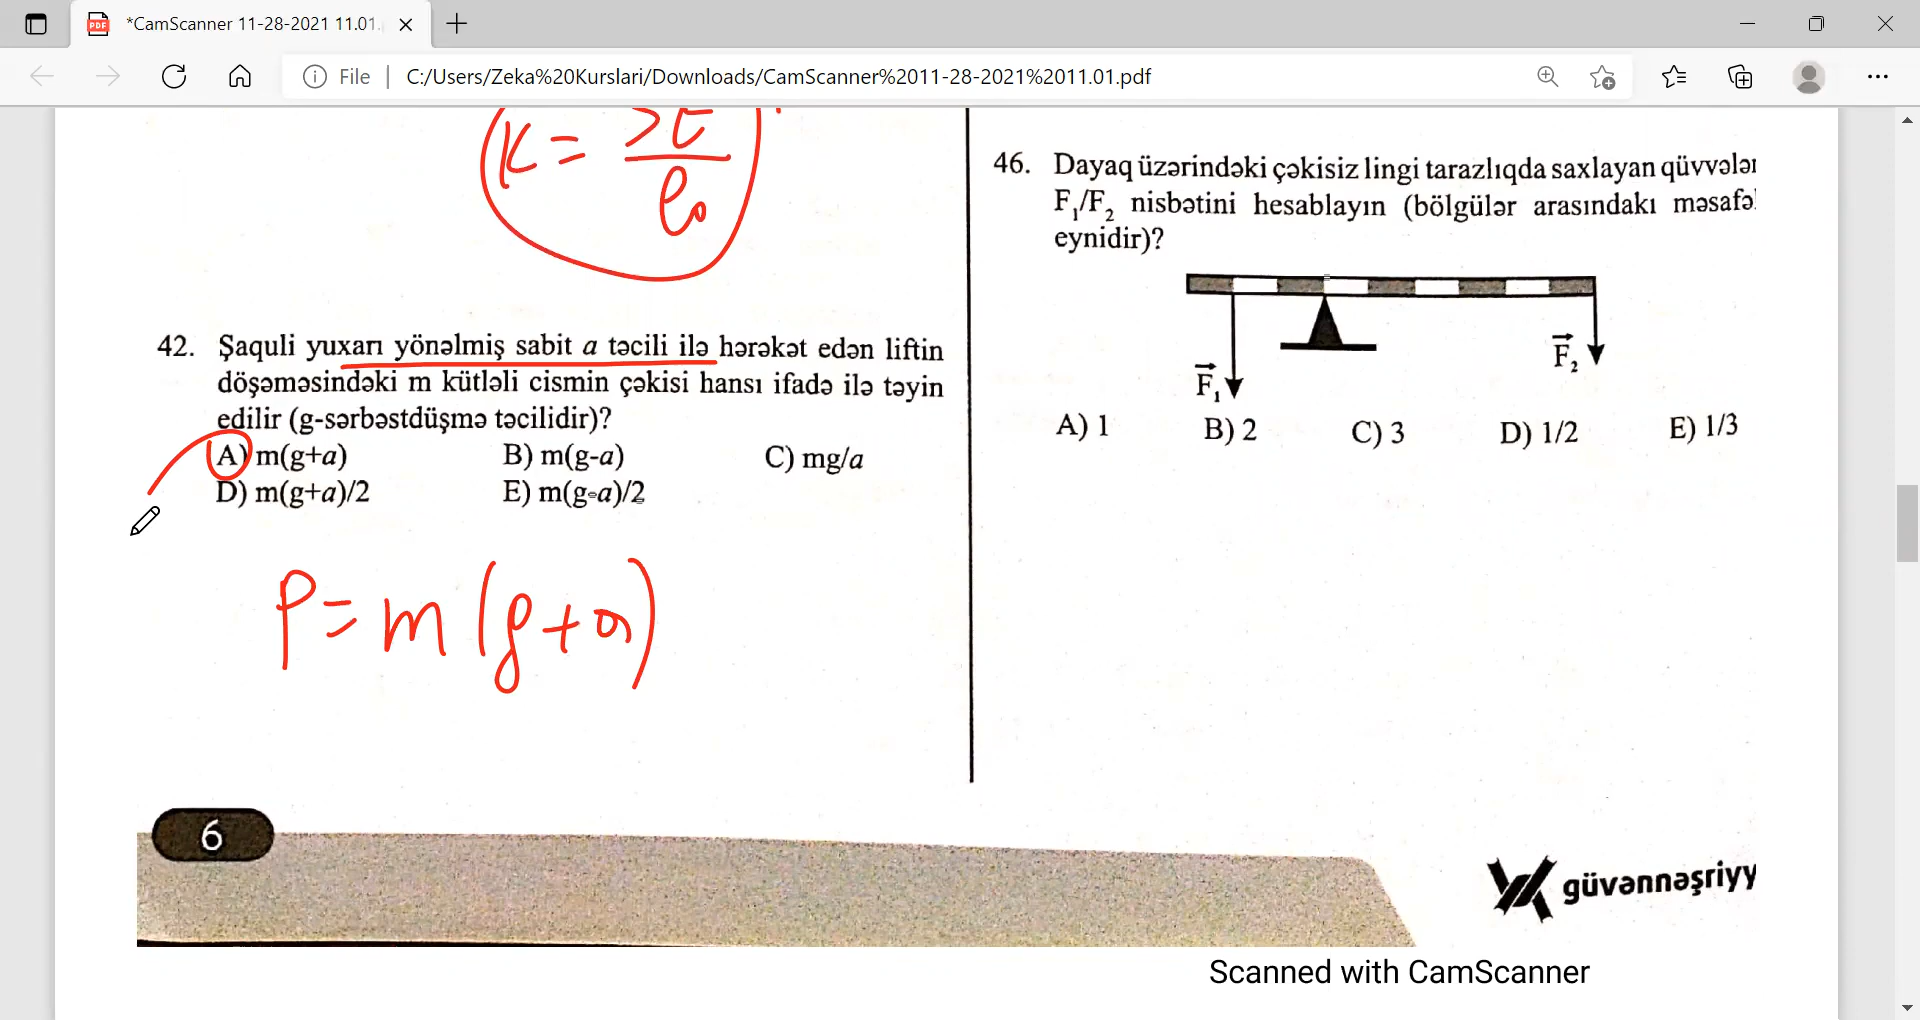 *CamScanner 11-28-2021 11.01.
File | C:/Users/Zeka%20Kurslari/Downloads/CamScanner%2011-28-2021%2011.01.pdf
K =
ℓ₀
42. Şaquli yuxarı yönəlmiş sabit a təcili ilə hərəkət edən liftin
döşəməsindəki m kütləli cismin çəkisi hansı ifadə ilə təyin
edilir (g-sərbəstdüşmə təcilidir)?
A) m(g+a) B) m(g-a) C) mg/a
D) m(g+a)/2 E) m(g-a)/2
P = m (g+a)
6
46. Dayaq üzərindəki çəkisiz lingi tarazlıqda saxlayan qüvvələr
F₁/F₂ nisbətini hesablayın (bölgülər arasındakı məsafə
eynidir)?
F₁
F₂
A) 1 B) 2 C) 3 D) 1/2 E) 1/3
güvənnəşriyy
Scanned with CamScanner